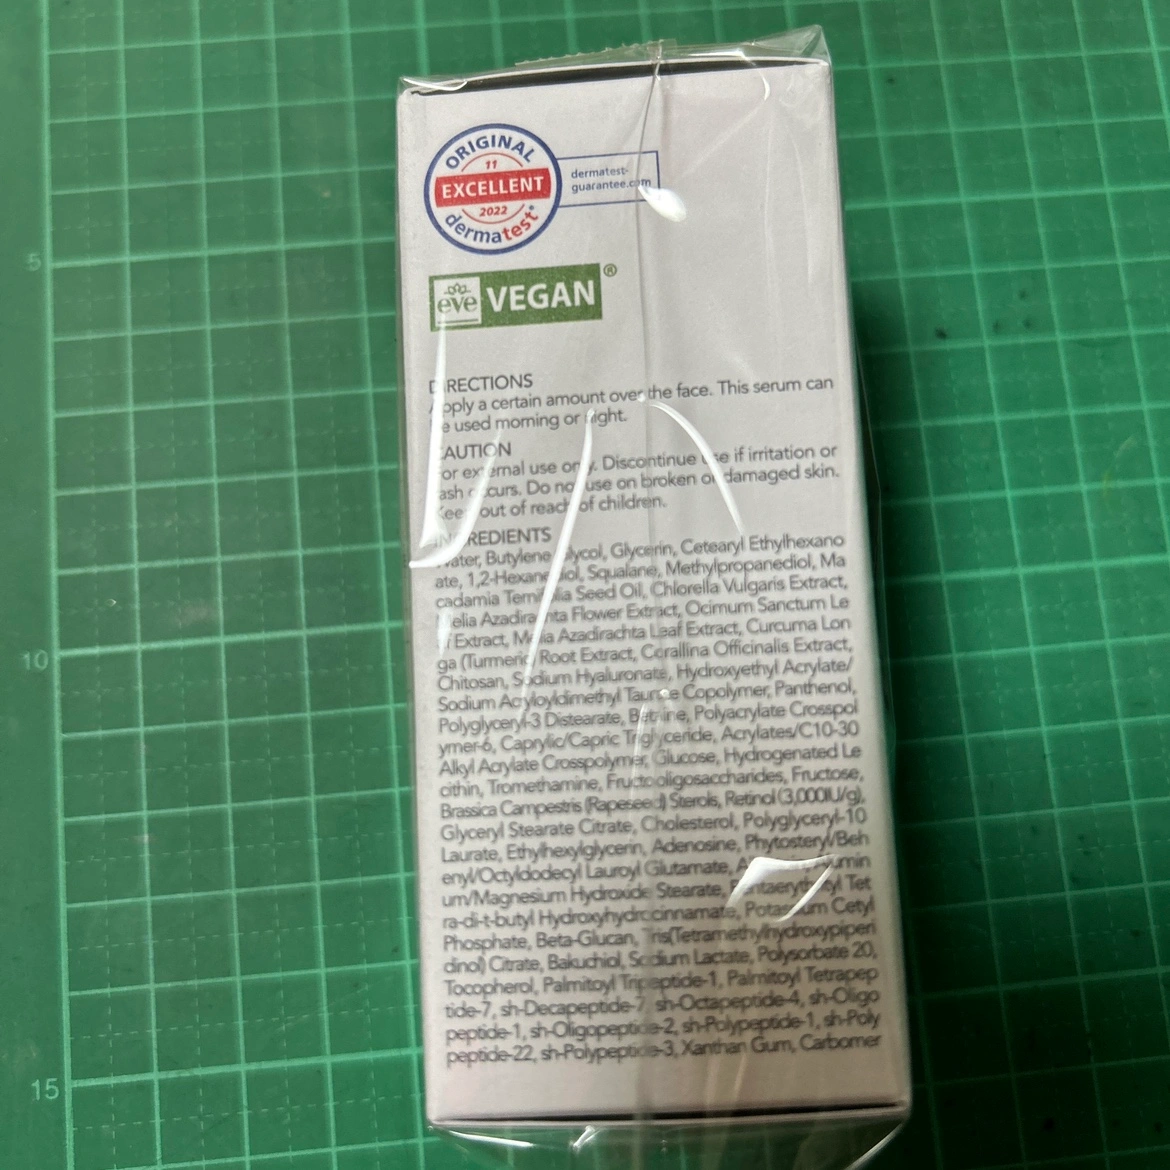 ORIGINAL
11
EXCELLENT
2022
dermatest®
dermatest-
guarantee.com
eve VEGAN®
DIRECTIONS
Apply a certain amount over the face. This serum can
be used morning or night.
CAUTION
For external use only. Discontinue use if irritation or
rash occurs. Do not use on broken or damaged skin.
Keep out of reach of children.
INGREDIENTS
Water, Butylene Glycol, Glycerin, Cetearyl Ethylhexano
ate, 1,2-Hexanediol, Squalane, Methylpropanediol, Ma
cadamia Ternifolia Seed Oil, Chlorella Vulgaris Extract,
Melia Azadirachta Flower Extract, Ocimum Sanctum Le
af Extract, Melia Azadirachta Leaf Extract, Curcuma Lon
ga (Turmeric) Root Extract, Corallina Officinalis Extract,
Chitosan, Sodium Hyaluronate, Hydroxyethyl Acrylate/
Sodium Acryloyldimethyl Taurate Copolymer, Panthenol,
Polyglyceryl-3 Distearate, Betaine, Polyacrylate Crosspol
ymer-6, Caprylic/Capric Triglyceride, Acrylates/C10-30
Alkyl Acrylate Crosspolymer, Glucose, Hydrogenated Le
cithin, Tromethamine, Fructooligosaccharides, Fructose,
Brassica Campestris (Rapeseed) Sterols, Retinol (3,000IU/g),
Glyceryl Stearate Citrate, Cholesterol, Polyglyceryl-10
Laurate, Ethylhexylglycerin, Adenosine, Phytosteryl/Beh
enyl/Octyldodecyl Lauroyl Glutamate, Alumin
um/Magnesium Hydroxide Stearate, Pentaerythrityl Tet
ra-di-t-butyl Hydroxyhydrocinnamate, Potassium Cetyl
Phosphate, Beta-Glucan, Tris(Tetramethylhydroxypiperi
dinol) Citrate, Bakuchiol, Sodium Lactate, Polysorbate 20,
Tocopherol, Palmitoyl Tripeptide-1, Palmitoyl Tetrapep
tide-7, sh-Decapeptide-7, sh-Octapeptide-4, sh-Oligo
peptide-1, sh-Oligopeptide-2, sh-Polypeptide-1, sh-Poly
peptide-22, sh-Polypeptide-3, Xanthan Gum, Carbomer
5
10
15